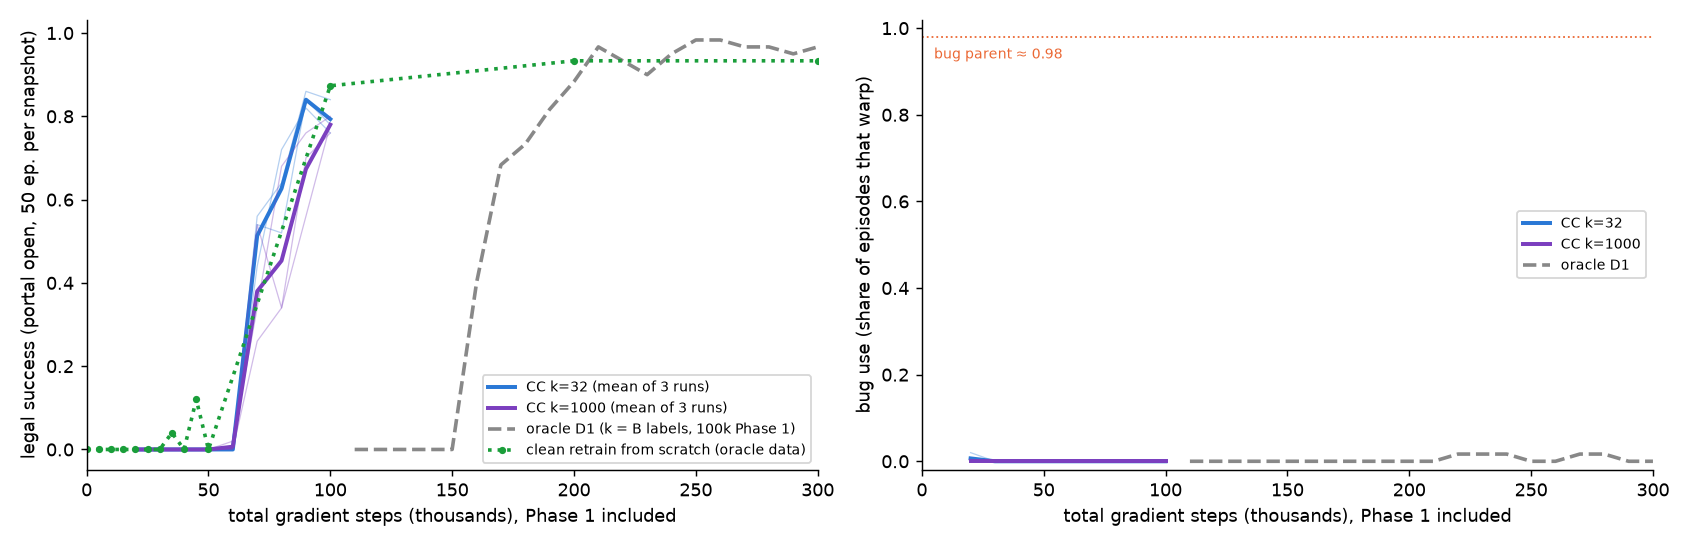 legal success (portal open, 50 ep. per snapshot)
1.0
0.8
0.6
0.4
0.2
0.0
0
50
100
150
200
250
300
total gradient steps (thousands), Phase 1 included
CC k=32 (mean of 3 runs)
CC k=1000 (mean of 3 runs)
oracle D1 (k = B labels, 100k Phase 1)
clean retrain from scratch (oracle data)
bug use (share of episodes that warp)
1.0
0.8
0.6
0.4
0.2
0.0
bug parent ≈ 0.98
CC k=32
CC k=1000
oracle D1
0
50
100
150
200
250
300
total gradient steps (thousands), Phase 1 included